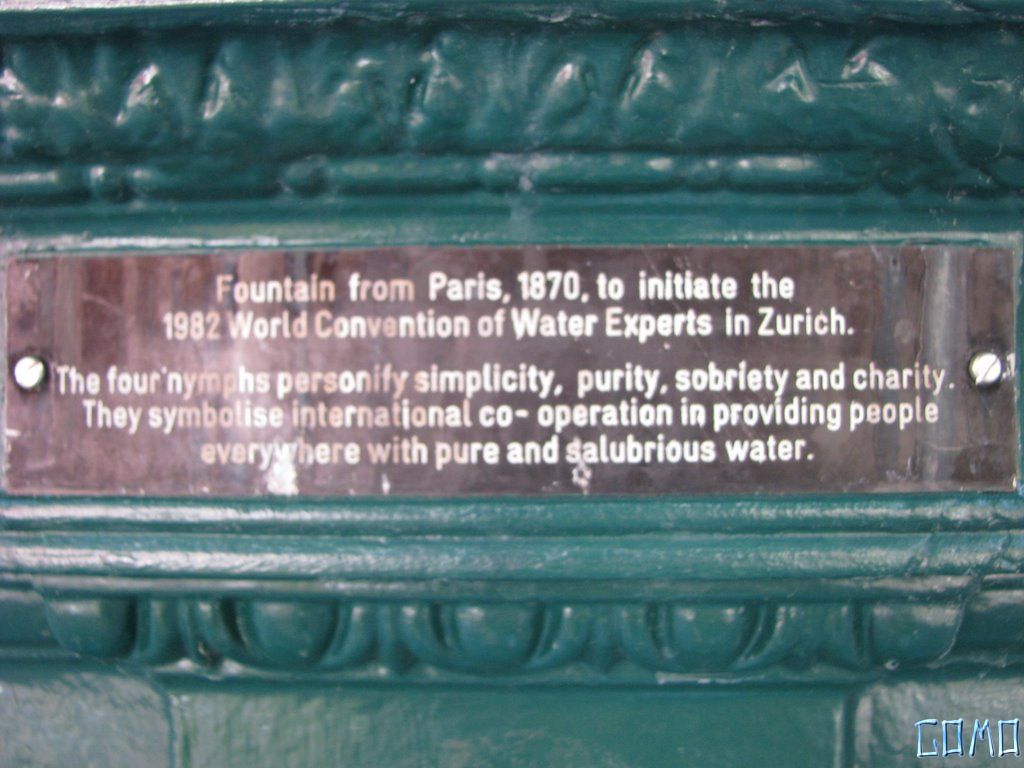 Fountain from Paris, 1870, to initiate the
1982 World Convention of Water Experts in Zurich.
The four nymphs personify simplicity, purity, sobriety and charity.
They symbolise international co- operation in providing people
everywhere with pure and salubrious water.
COMO